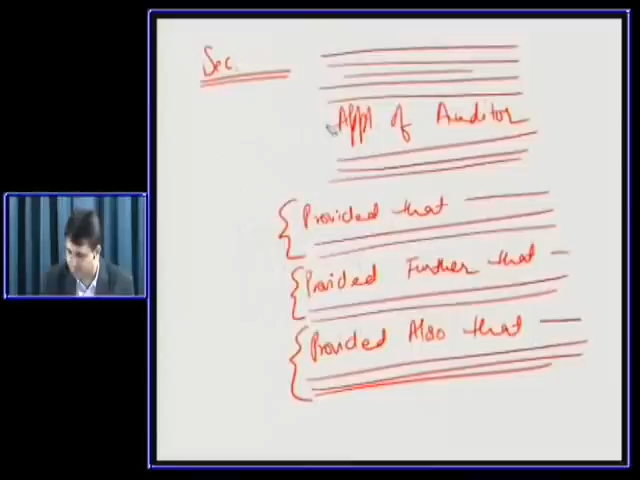 Sec.
Appt of Auditor
Provided that
Provided Further that
Provided Also that